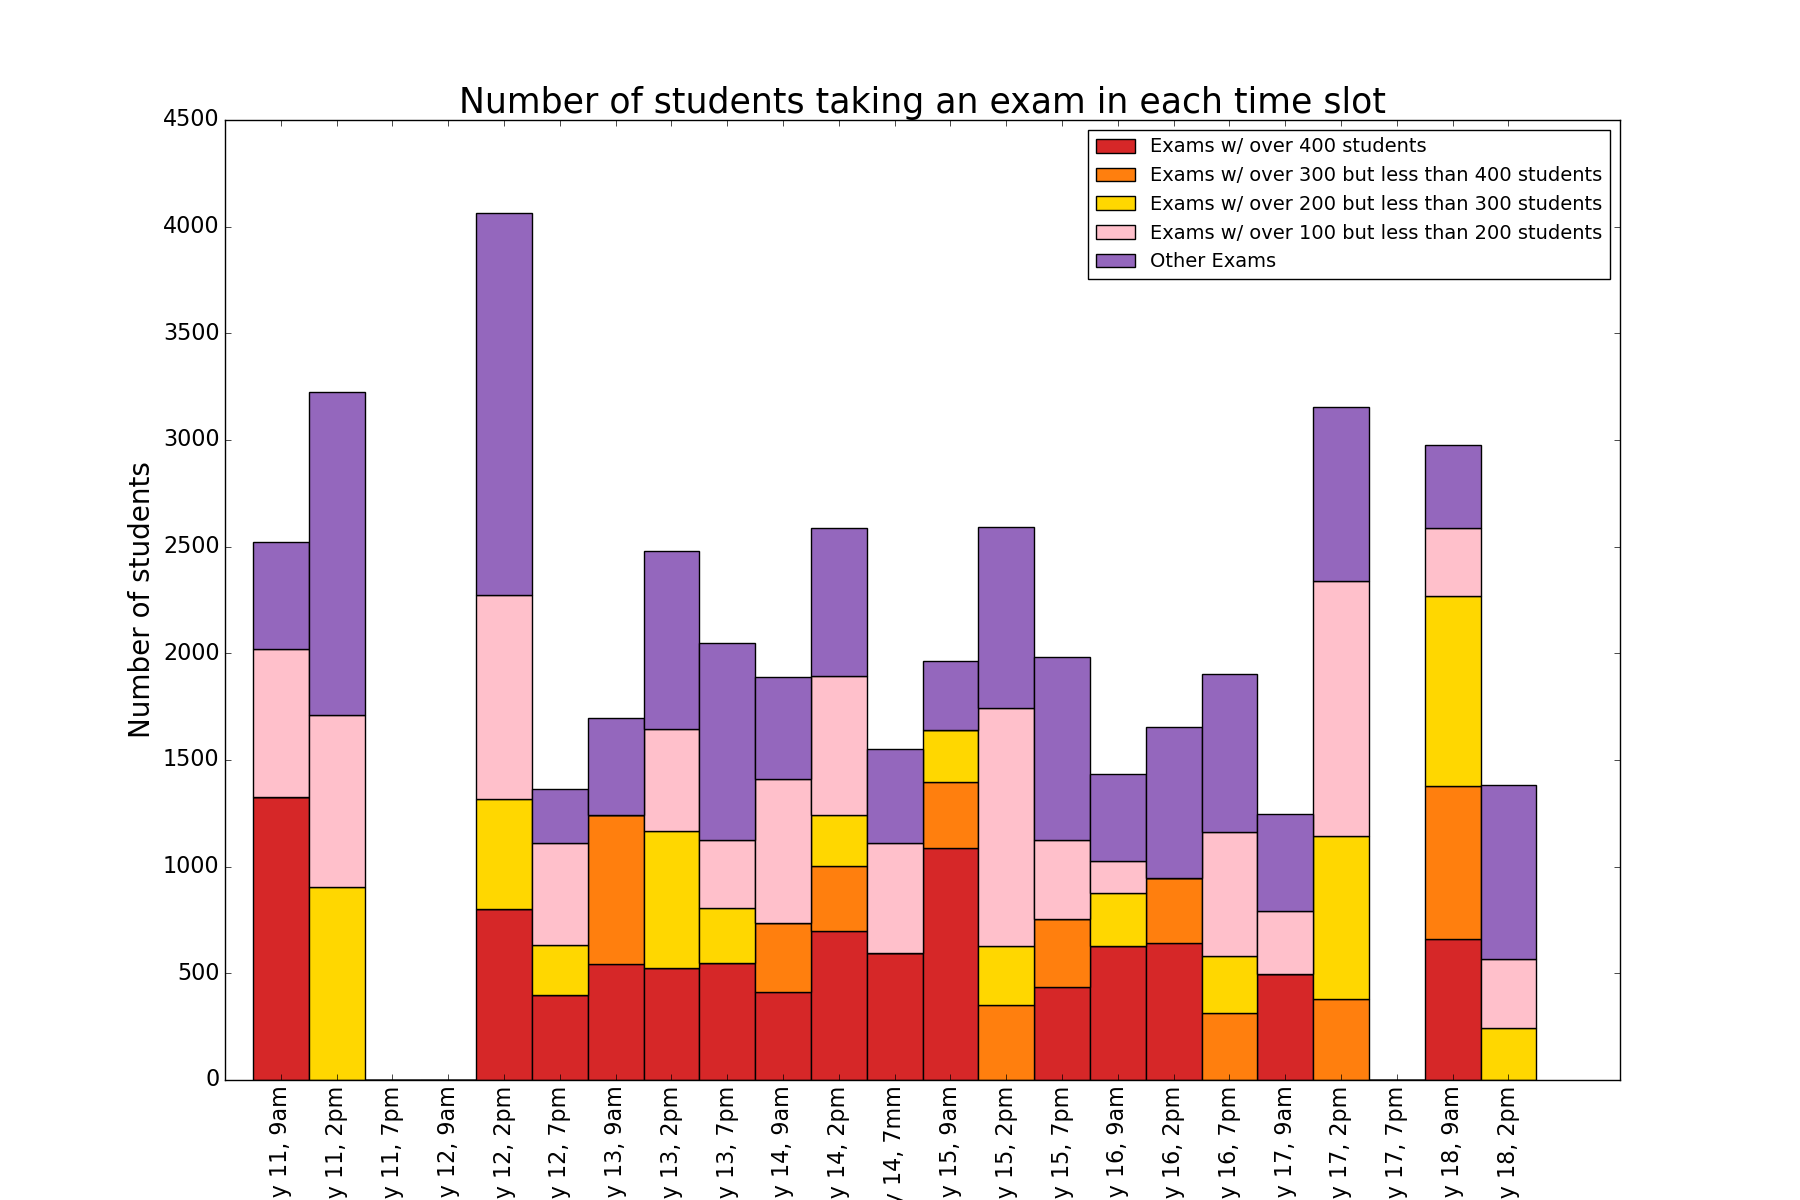 Number of students taking an exam in each time slot
Exams w/ over 400 students
Exams w/ over 300 but less than 400 students
Exams w/ over 200 but less than 300 students
Exams w/ over 100 but less than 200 students
Other Exams
Number of students
4500
4000
3500
3000
2500
2000
1500
1000
500
0
y 11, 9am
y 11, 2pm
y 11, 7pm
y 12, 9am
y 12, 2pm
y 12, 7pm
y 13, 9am
y 13, 2pm
y 13, 7pm
y 14, 9am
y 14, 2pm
y 14, 7mm
y 15, 9am
y 15, 2pm
y 15, 7pm
y 16, 9am
y 16, 2pm
y 16, 7pm
y 17, 9am
y 17, 2pm
y 17, 7pm
y 18, 9am
y 18, 2pm